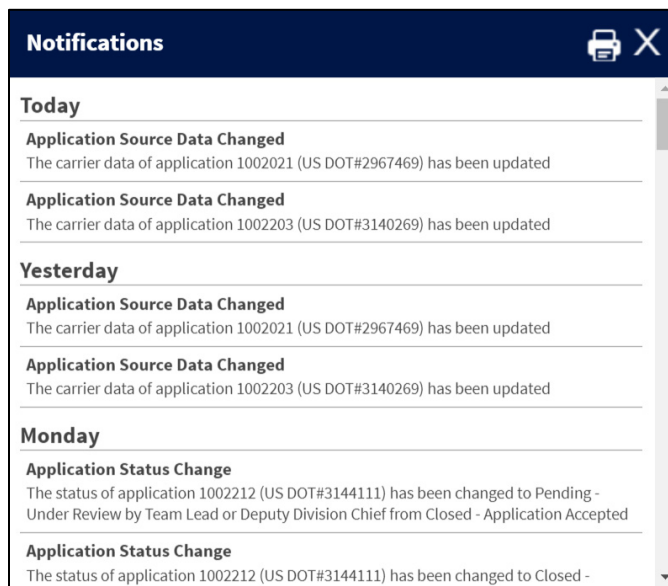 Notifications
Today
Application Source Data Changed
The carrier data of application 1002021 (US DOT#2967469) has been updated
Application Source Data Changed
The carrier data of application 1002203 (US DOT#3140269) has been updated
Yesterday
Application Source Data Changed
The carrier data of application 1002021 (US DOT#2967469) has been updated
Application Source Data Changed
The carrier data of application 1002203 (US DOT#3140269) has been updated
Monday
Application Status Change
The status of application 1002212 (US DOT#3144111) has been changed to Pending -
Under Review by Team Lead or Deputy Division Chief from Closed - Application Accepted
Application Status Change
The status of application 1002212 (US DOT#3144111) has been changed to Closed -